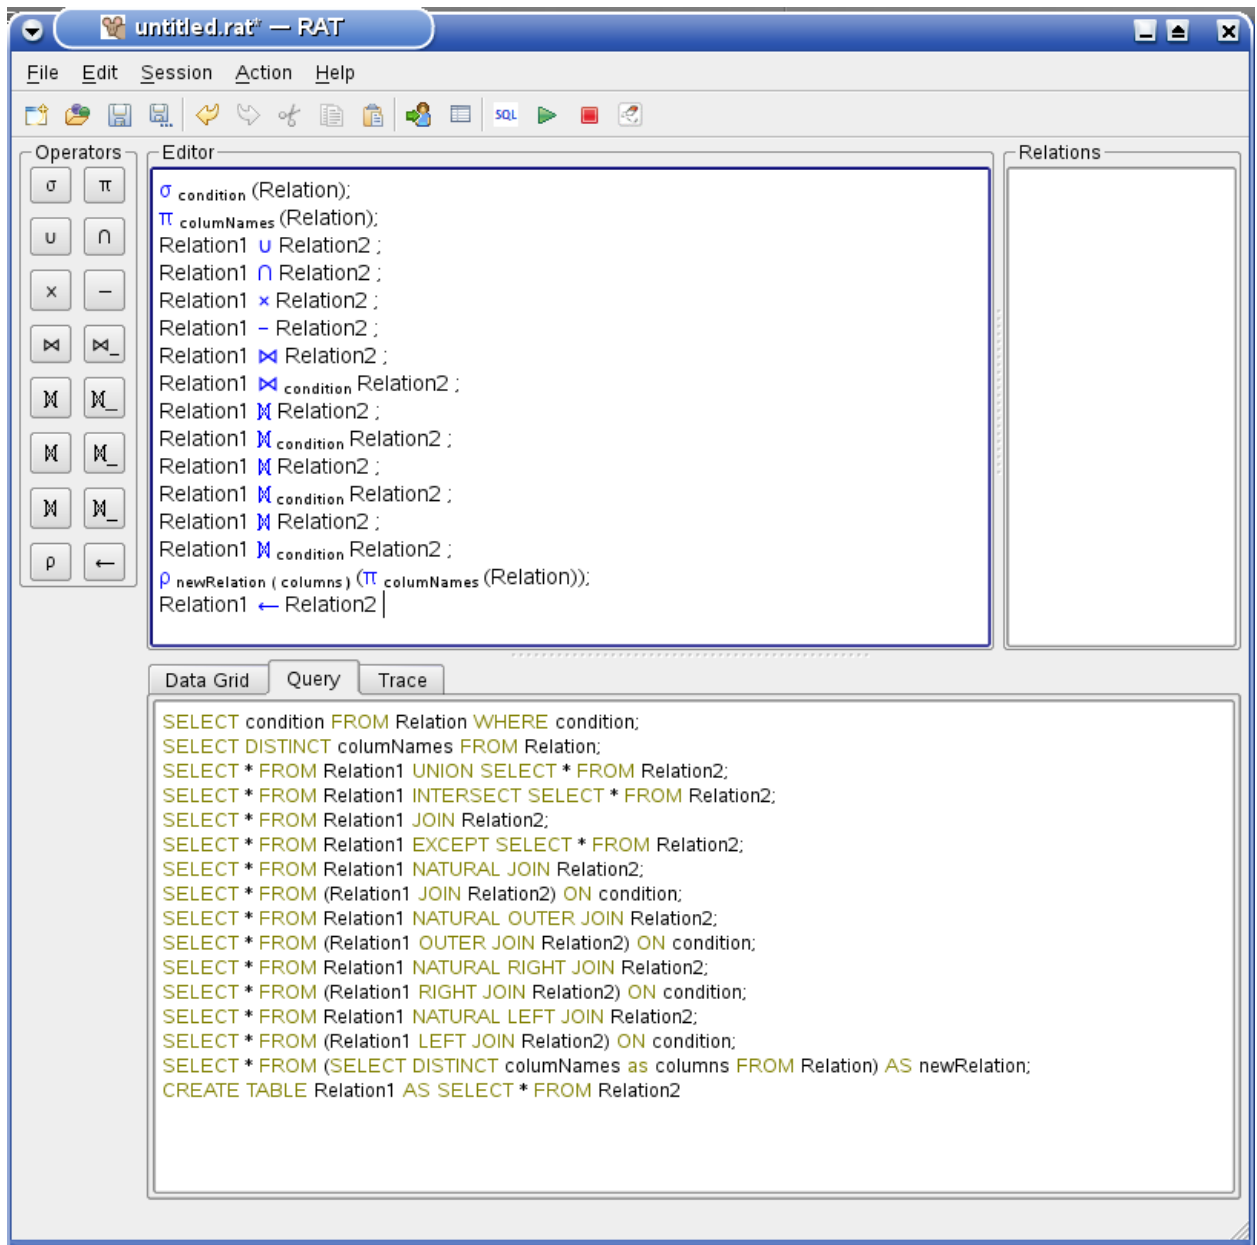 untitled.rat* — RAT
File Edit Session Action Help
SQL
Operators
σ π
∪ ∩
× −
⋈ ⋈_
⟗ ⟗_
⟖ ⟖_
⟕ ⟕_
ρ ←
Editor
σ condition (Relation);
π columNames (Relation);
Relation1 ∪ Relation2 ;
Relation1 ∩ Relation2 ;
Relation1 × Relation2 ;
Relation1 − Relation2 ;
Relation1 ⋈ Relation2 ;
Relation1 ⋈ condition Relation2 ;
Relation1 ⟗ Relation2 ;
Relation1 ⟗ condition Relation2 ;
Relation1 ⟖ Relation2 ;
Relation1 ⟖ condition Relation2 ;
Relation1 ⟕ Relation2 ;
Relation1 ⟕ condition Relation2 ;
ρ newRelation ( columns ) (π columNames (Relation));
Relation1 ← Relation2
Relations
Data Grid Query Trace
SELECT condition FROM Relation WHERE condition;
SELECT DISTINCT columNames FROM Relation;
SELECT * FROM Relation1 UNION SELECT * FROM Relation2;
SELECT * FROM Relation1 INTERSECT SELECT * FROM Relation2;
SELECT * FROM Relation1 JOIN Relation2;
SELECT * FROM Relation1 EXCEPT SELECT * FROM Relation2;
SELECT * FROM Relation1 NATURAL JOIN Relation2;
SELECT * FROM (Relation1 JOIN Relation2) ON condition;
SELECT * FROM Relation1 NATURAL OUTER JOIN Relation2;
SELECT * FROM (Relation1 OUTER JOIN Relation2) ON condition;
SELECT * FROM Relation1 NATURAL RIGHT JOIN Relation2;
SELECT * FROM (Relation1 RIGHT JOIN Relation2) ON condition;
SELECT * FROM Relation1 NATURAL LEFT JOIN Relation2;
SELECT * FROM (Relation1 LEFT JOIN Relation2) ON condition;
SELECT * FROM (SELECT DISTINCT columNames as columns FROM Relation) AS newRelation;
CREATE TABLE Relation1 AS SELECT * FROM Relation2